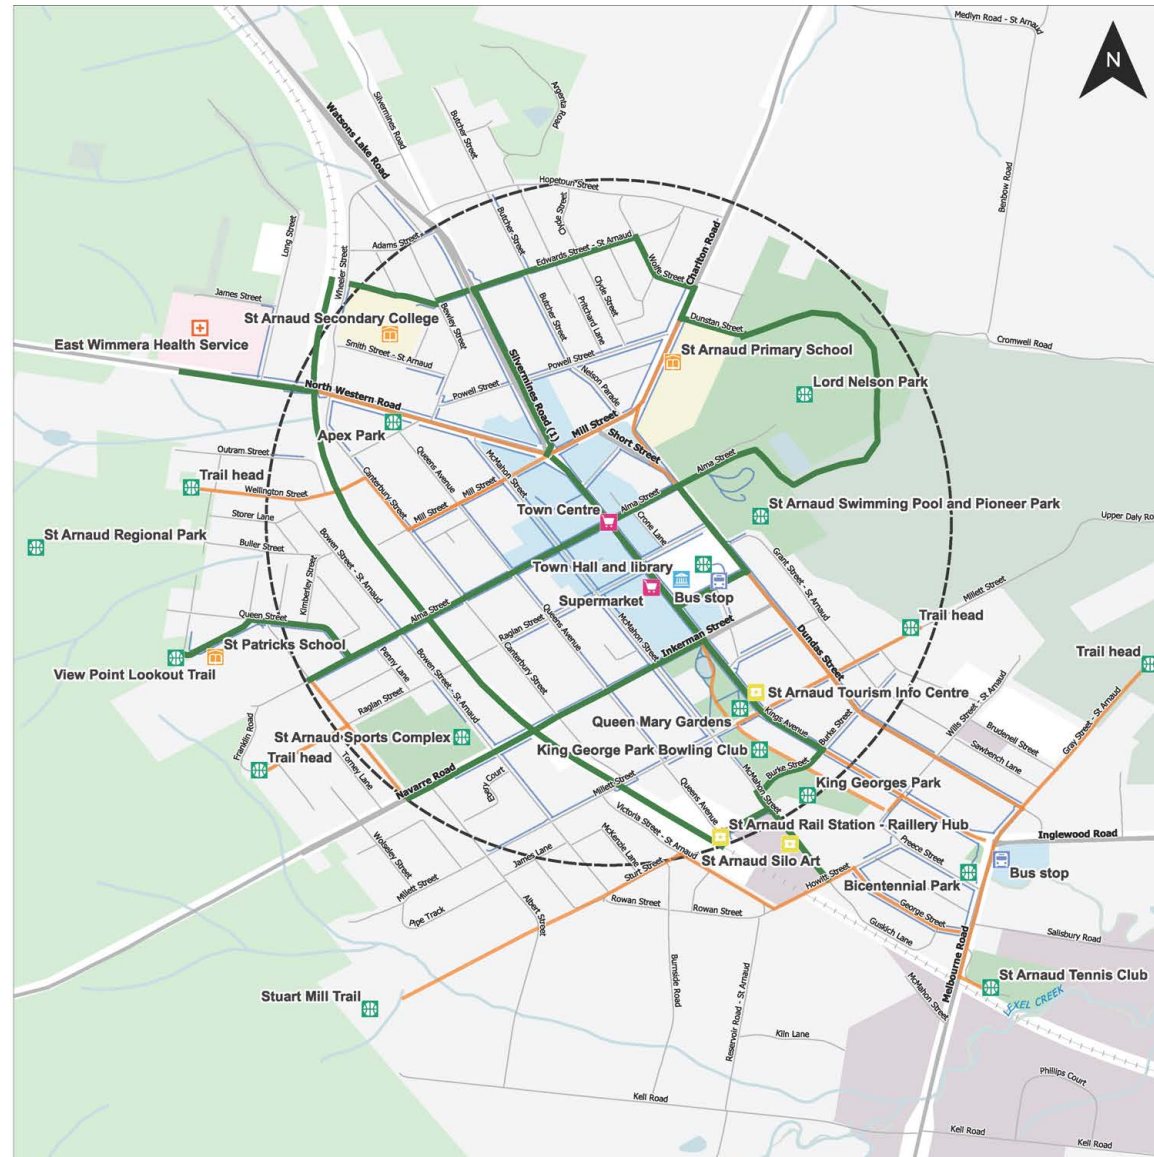 Medlyn Road - St Arnaud
N
Silvermines Road
Argenta Road
Watsons Lake Road
Butcher Street
Benbow Road
Hopetoun Street
Clyde Street
Long Street
Butcher Street
Adams Street
Edwards Street - St Arnaud
Charlton Road
Wolfe Street
Wheeler Street
James Street
Clyde Street
Pritchard Lane
Butcher Street
Bewley Street
St Arnaud Secondary College
Dunstan Street
Cromwell Road
East Wimmera Health Service
Smith Street - St Arnaud
St Arnaud Primary School
Powell Street
Silvermines Road (1)
Nelson Parade
North Western Road
Powell Street
Lord Nelson Park
Apex Park
Mill Street
Short Street
Outram Street
Queens Avenue
McMahon Street
Alma Street
Trail head
Wellington Street
Canterbury Street
Mill Street
Mill Street
Alma Street
St Arnaud Swimming Pool and Pioneer Park
Storer Lane
Town Centre
Crone Lane
Upper Daly Ro
St Arnaud Regional Park
Buller Street
Bowen Street - St Arnaud
Grant Street - St Arnaud
Town Hall and library
Kimberley Street
Supermarket
Bus stop
Millett Street
Queen Street
Alma Street
Raglan Street
McMahon Street
Trail head
St Patricks School
Queens Avenue
Inkerman Street
Dundas Street
Trail head
View Point Lookout Trail
Penny Lane
Bowen Street - St Arnaud
Canterbury Street
St Arnaud Tourism Info Centre
Raglan Street
Wills Street - St Arnaud
Gray Street - St Arnaud
Franklin Road
Queen Mary Gardens
Kings Avenue
Burke Street
Brudenell Street
St Arnaud Sports Complex
Sawbench Lane
King George Park Bowling Club
Trail head
Torney Lane
Navarre Road
Ebdery Court
Millett Street
Burke Street
McMahon Street
Queens Avenue
King Georges Park
Victoria Street - St Arnaud
St Arnaud Rail Station - Raillery Hub
Inglewood Road
Wolseley Street
McKenzie Lane
James Lane
Preece Street
St Arnaud Silo Art
Sturt Street
Bus stop
Howitt Street
Bicentennial Park
Millett Street
Albert Street
Rowan Street
Rowan Street
George Street
Pipe Track
Guskich Lane
Salisbury Road
Burnside Road
Melbourne Road
McMahon Street
St Arnaud Tennis Club
Stuart Mill Trail
LEXEL CREEK
Reservoir Road - St Arnaud
Kiln Lane
Phillips Court
Kell Road
Kell Road
Kell Road